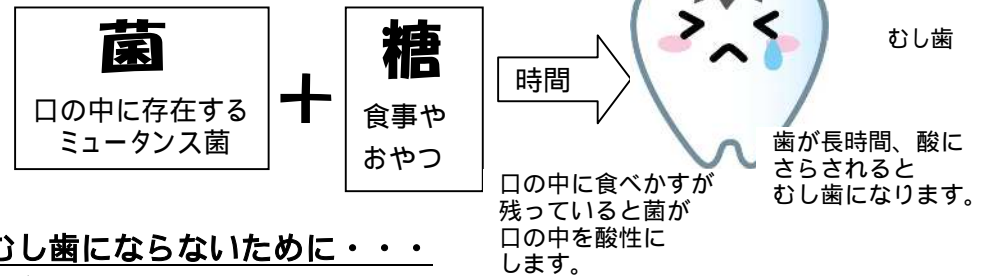 菌
口の中に存在する
ミュータンス菌
＋
糖
食事や
おやつ
時間
むし歯
歯が長時間、酸に
さらされると
むし歯になります。
口の中に食べかすが
残っていると菌が
口の中を酸性に
します。
むし歯にならないために・・・